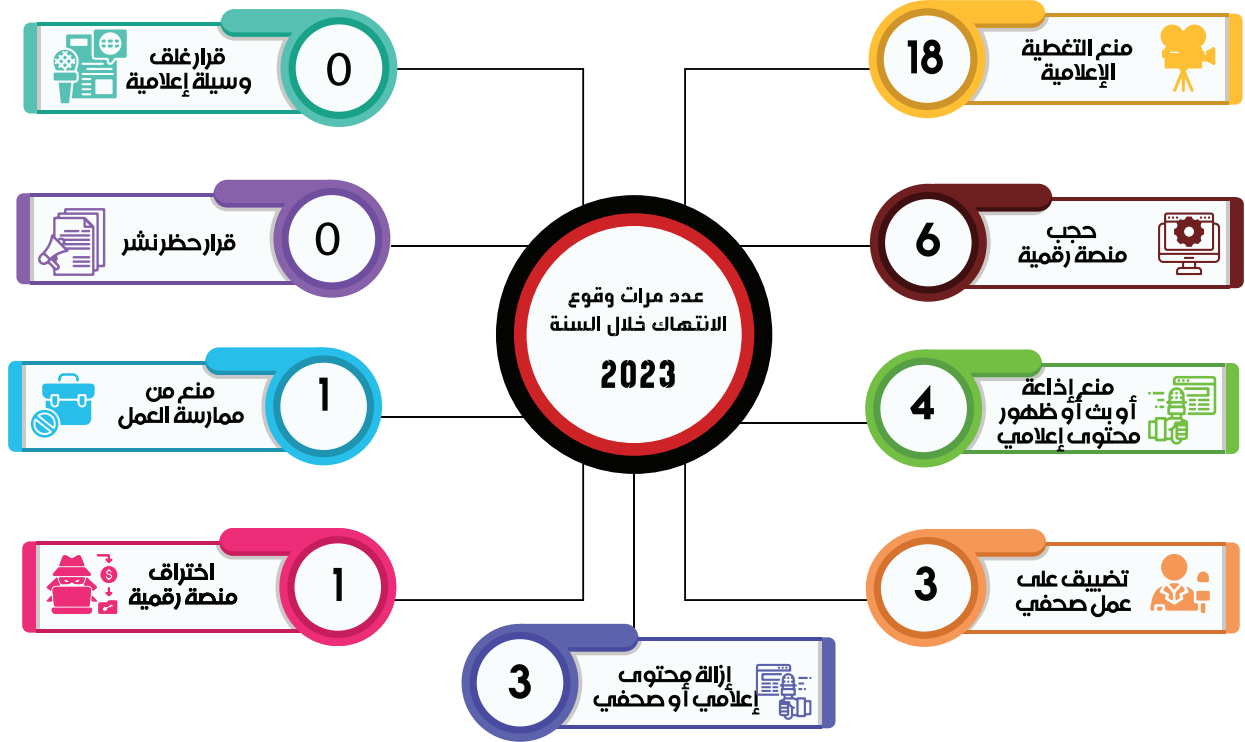 عدد مرات وقوع
الانتهاك خلال السنة
2023
18
منع التغطية
الإعلامية
6
حجب
منصة رقمية
4
منع إذاعة
أو بث أو ظهور
محتوى إعلامي
3
تضييق على
عمل صحفي
3
إزالة محتوى
إعلامي أو صحفي
0
قرار غلق
وسيلة إعلامية
0
قرار حظر نشر
1
منع من
ممارسة العمل
1
اختراق
منصة رقمية